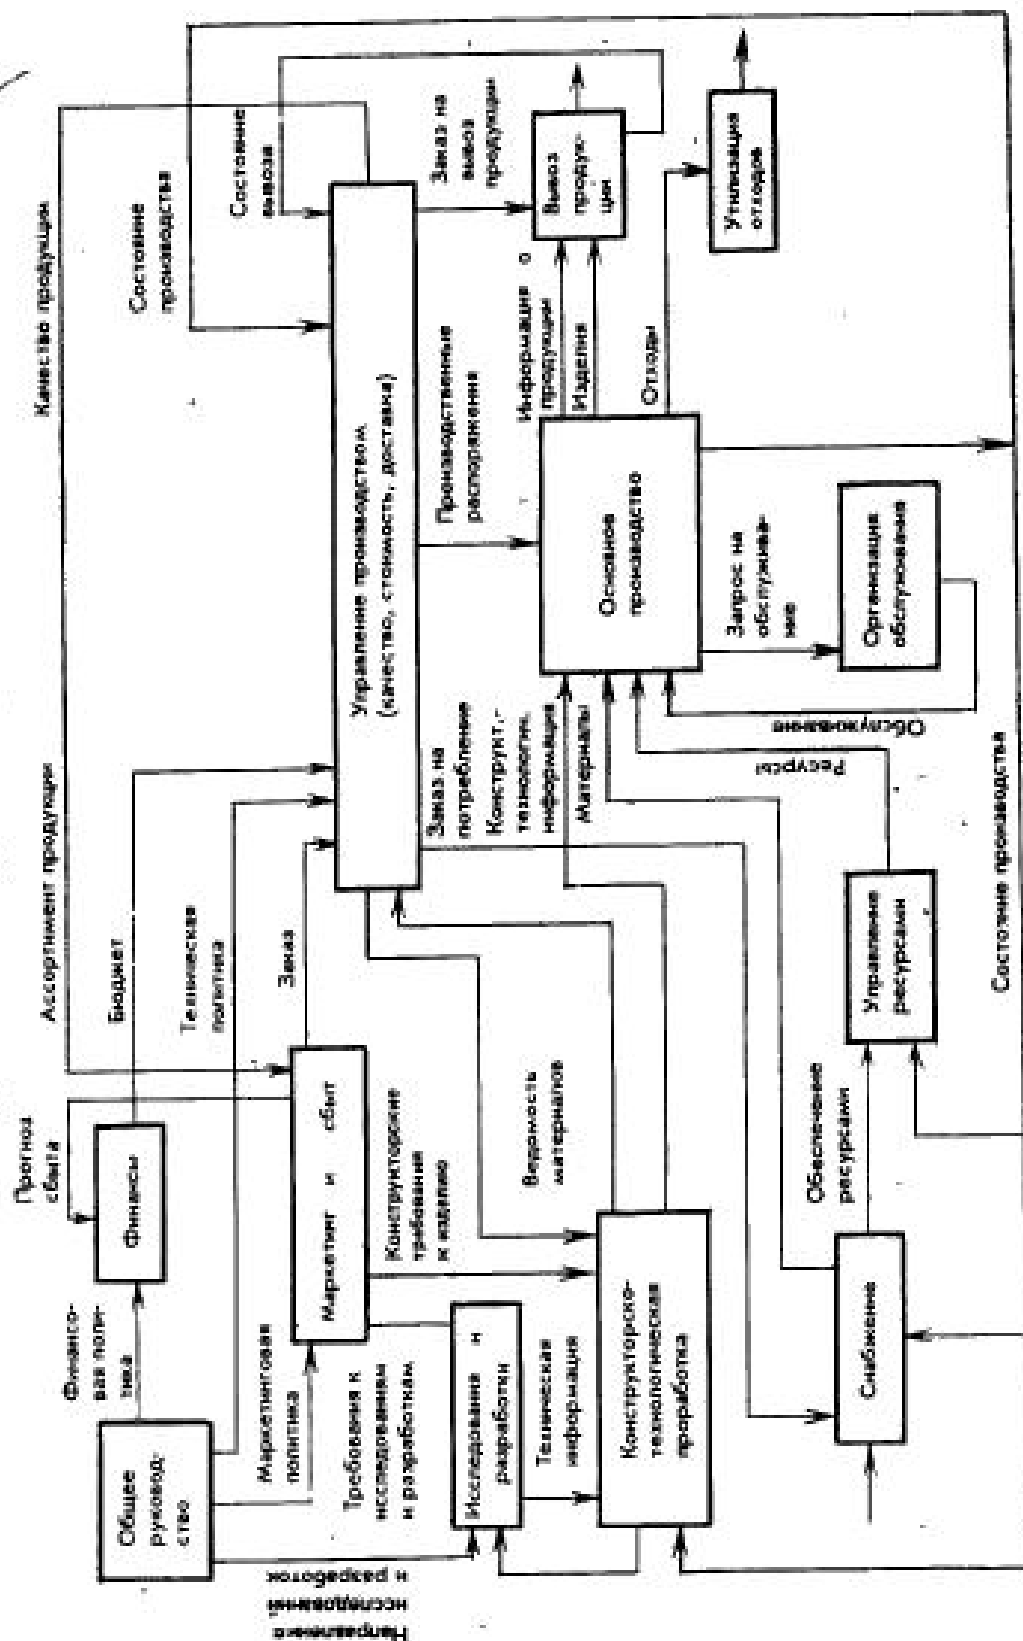 Общее
руковод-
ство
Финансо-
вая поли-
тика
Финансы
Прогноз
сбыта
Бюджет
Техническая
политика
Ассортимент продукции
Качество продукции
Маркетинговая
политика
Маркетинг и сбыт
Заказ
Состояние
производства
Состояние
вывоза
Направления
исследований
и разработок
Требования к
исследованиям
и разработкам
Исследования и
разработки
Конструкторские
требования
к изделию
Управление производством
(качество, стоимость, доставка)
Техническая
информация
Конструкторско-
технологическая
проработка
Ведомость
материалов
Заказ на
потребление
Конструкт.-
технологич.
информация
Материалы
Производственные
распоряжения
Заказ на
вывоз
продукции
Вывоз
продук-
ции
Информация о
продукции
Изделия
Отходы
Утилизация
отходов
Основное
производство
Запрос на
обслужива-
ние
Организация
обслуживания
Обслуживание
Ресурсы
Снабжение
Обеспечение
ресурсами
Управление
ресурсами
Состояние производства